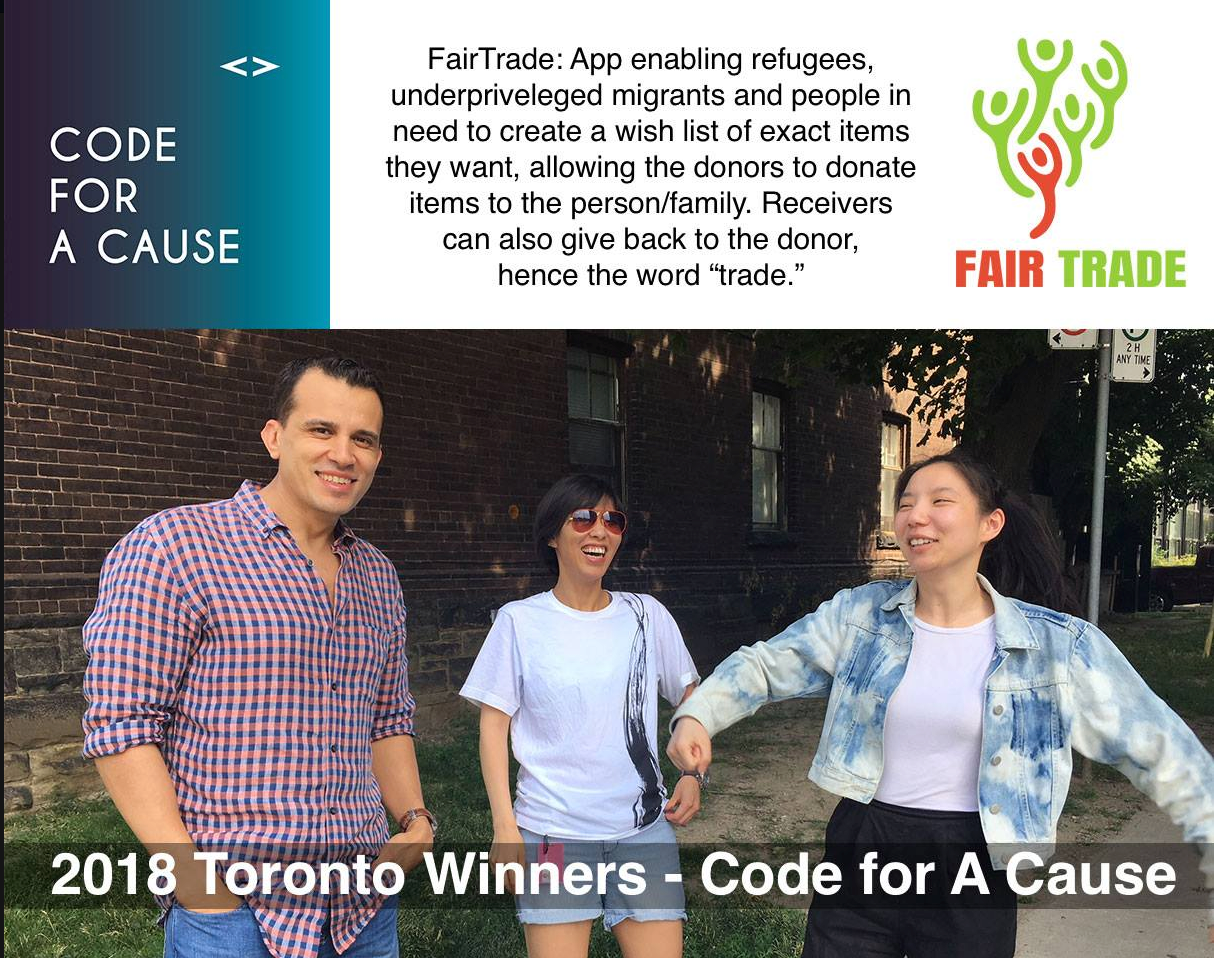 <>
CODE
FOR
A CAUSE
FairTrade: App enabling refugees,
underpriveleged migrants and people in
need to create a wish list of exact items
they want, allowing the donors to donate
items to the person/family. Receivers
can also give back to the donor,
hence the word “trade.”
FAIR TRADE
2 H
ANY TIME
2018 Toronto Winners - Code for A Cause